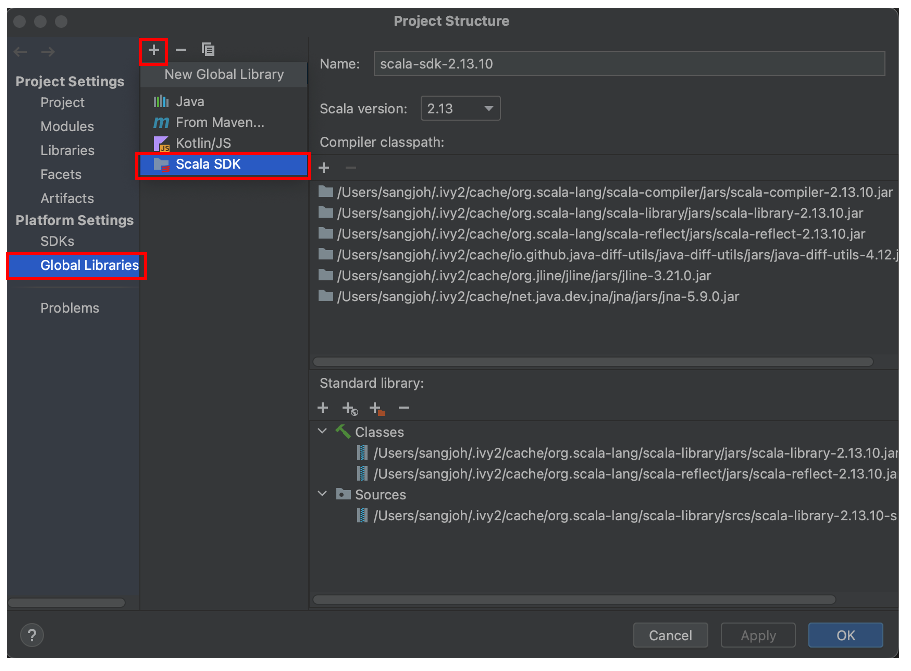 Project Structure
Project Settings
Project
Modules
Libraries
Facets
Artifacts
Platform Settings
SDKs
Global Libraries
Problems
New Global Library
Java
From Maven...
Kotlin/JS
Scala SDK
Name: scala-sdk-2.13.10
Scala version: 2.13
Compiler classpath:
/Users/sangjoh/.ivy2/cache/org.scala-lang/scala-compiler/jars/scala-compiler-2.13.10.jar
/Users/sangjoh/.ivy2/cache/org.scala-lang/scala-library/jars/scala-library-2.13.10.jar
/Users/sangjoh/.ivy2/cache/org.scala-lang/scala-reflect/jars/scala-reflect-2.13.10.jar
/Users/sangjoh/.ivy2/cache/io.github.java-diff-utils/java-diff-utils/jars/java-diff-utils-4.12.j
/Users/sangjoh/.ivy2/cache/org.jline/jline/jars/jline-3.21.0.jar
/Users/sangjoh/.ivy2/cache/net.java.dev.jna/jna/jars/jna-5.9.0.jar
Standard library:
Classes
/Users/sangjoh/.ivy2/cache/org.scala-lang/scala-library/jars/scala-library-2.13.10.jar
/Users/sangjoh/.ivy2/cache/org.scala-lang/scala-reflect/jars/scala-reflect-2.13.10.ja
Sources
/Users/sangjoh/.ivy2/cache/org.scala-lang/scala-library/srcs/scala-library-2.13.10-s
? Cancel Apply OK